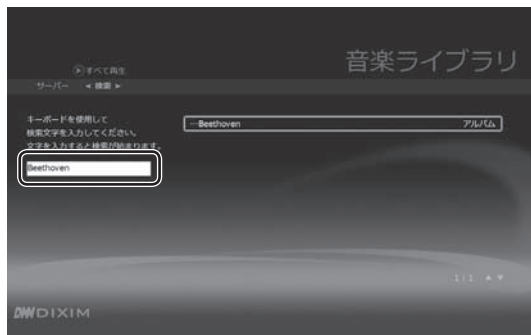 音楽ライブラリ
すべて再生
サーバー ◀ 検索 ▶
キーボードを使用して
検索文字を入力してください。
文字を入力すると検索が始まります。
…Beethoven アルバム
Beethoven
1/1 ▲▼
DIXIM